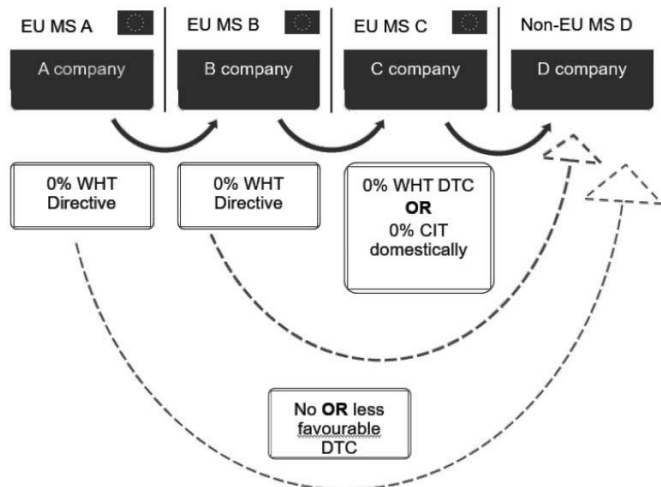 EU MS A
EU MS B
EU MS C
Non-EU MS D
A company
B company
C company
D company
0% WHT
Directive
0% WHT
Directive
0% WHT DTC
OR
0% CIT
domestically
No OR less
favourable
DTC